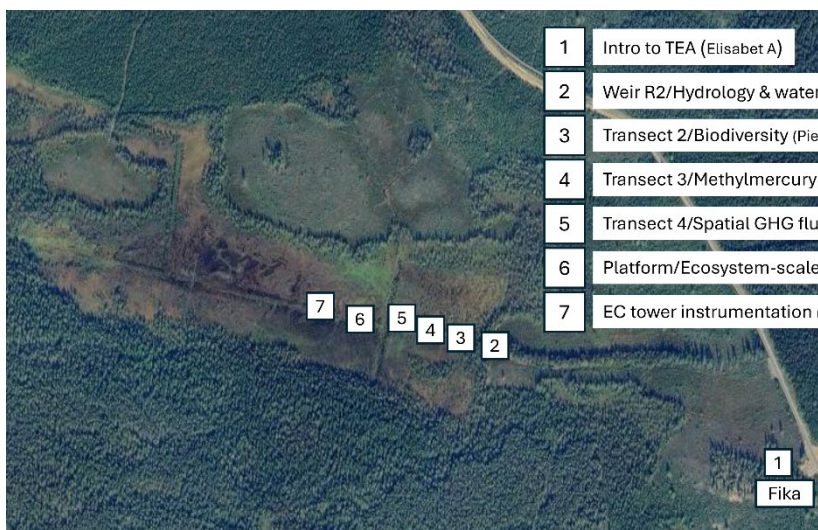 1 Intro to TEA (Elisabet A)
2 Weir R2/Hydrology & water
3 Transect 2/Biodiversity (Pie
4 Transect 3/Methylmercury
5 Transect 4/Spatial GHG flu
6 Platform/Ecosystem-scale
7 EC tower instrumentation (
7
6
5
4
3
2
1
Fika